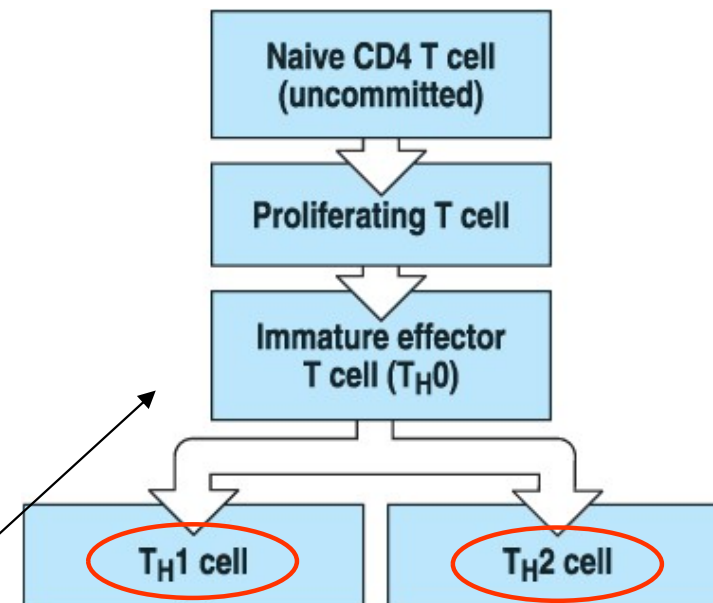 Naive CD4 T cell
(uncommitted)
Proliferating T cell
Immature effector
T cell (TH0)
TH1 cell
TH2 cell